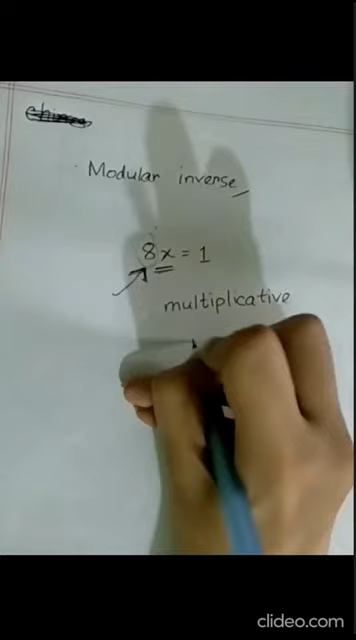 Modular inverse
8x = 1
multiplicative
clideo.com